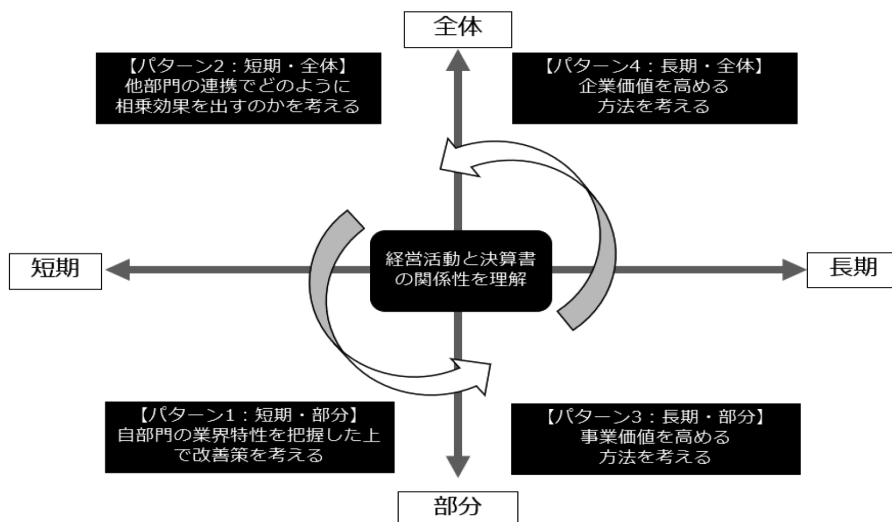 全体
【パターン2：短期・全体】
他部門の連携でどのように
相乗効果を出すのかを考える
【パターン4：長期・全体】
企業価値を高める
方法を考える
短期
経営活動と決算書
の関係性を理解
長期
【パターン1：短期・部分】
自部門の業界特性を把握した上
で改善策を考える
【パターン3：長期・部分】
事業価値を高める
方法を考える
部分